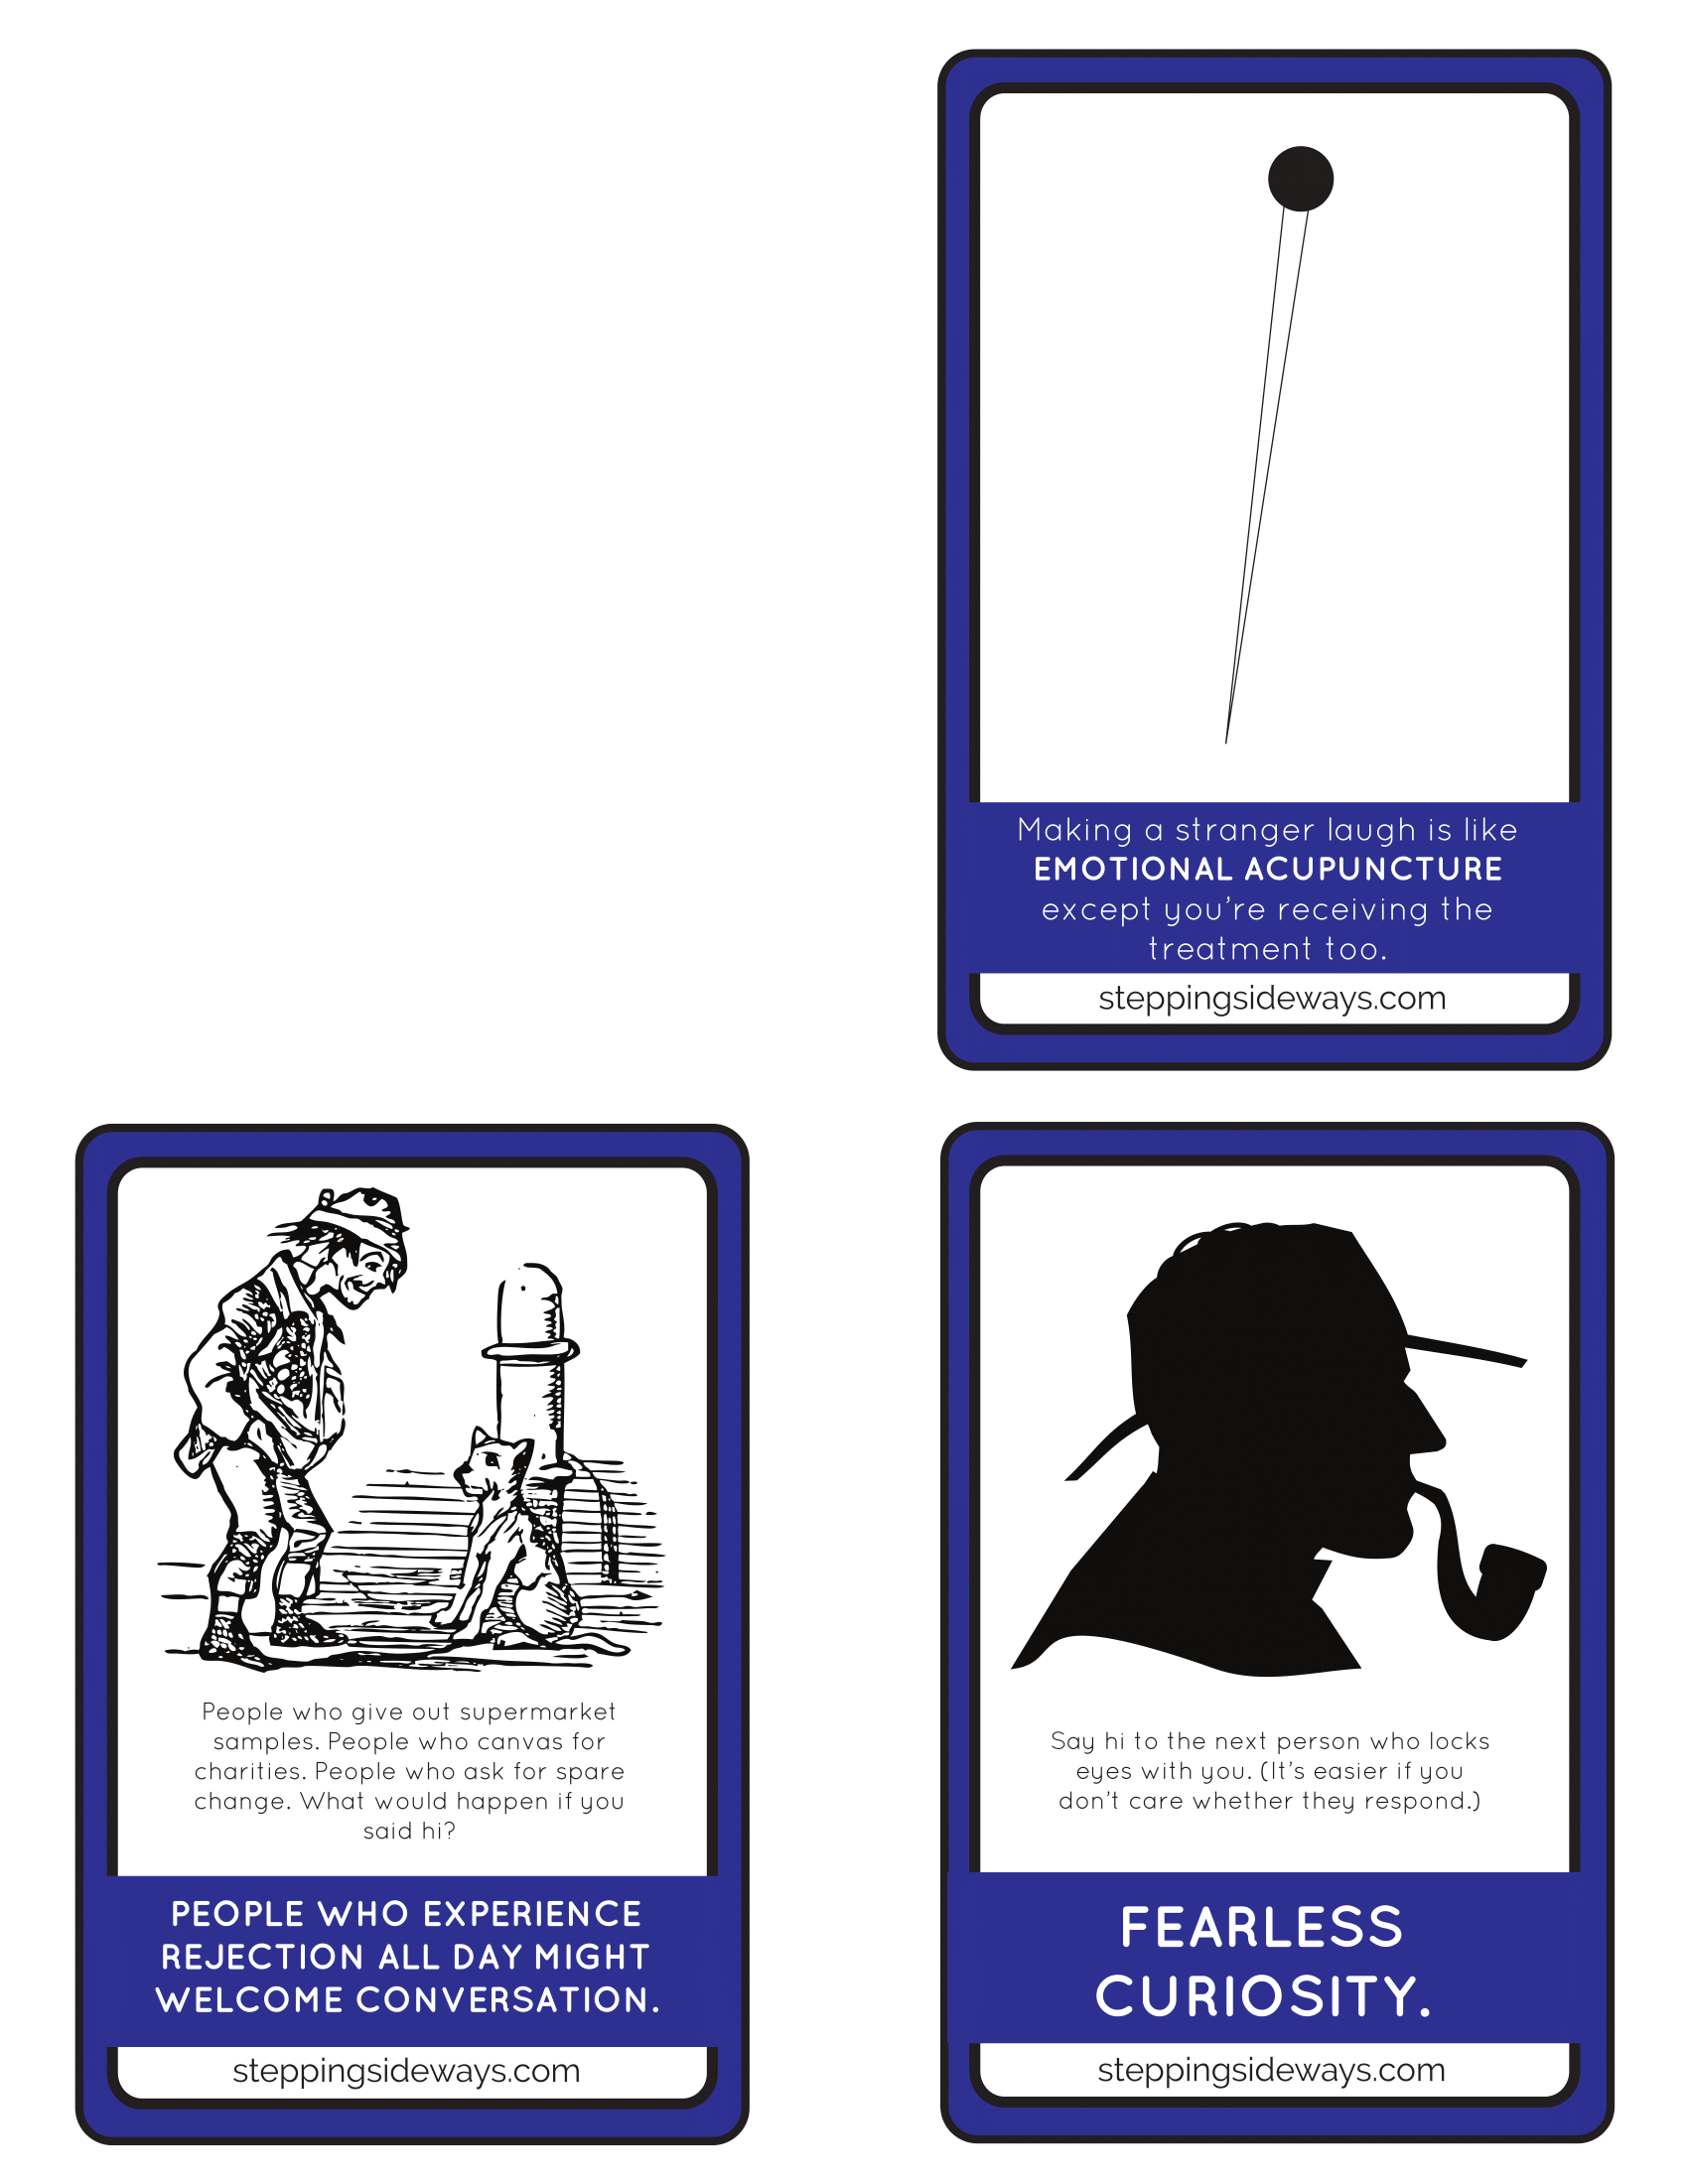 Making a stranger laugh is like
EMOTIONAL ACUPUNCTURE
except you're receiving the
treatment too.
steppingsideways.com
People who give out supermarket
samples. People who canvas for
charities. People who ask for spare
change. What would happen if you
said hi?
PEOPLE WHO EXPERIENCE
REJECTION ALL DAY MIGHT
WELCOME CONVERSATION.
steppingsideways.com
Say hi to the next person who locks
eyes with you. (It's easier if you
don't care whether they respond.)
FEARLESS
CURIOSITY.
steppingsideways.com